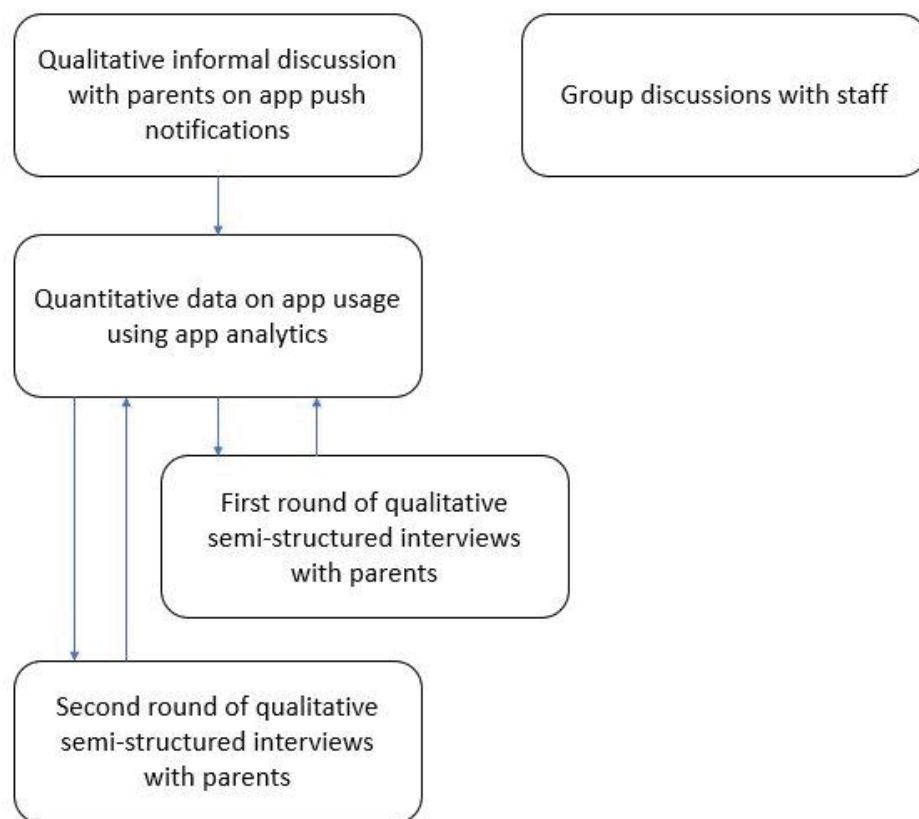 Qualitative informal discussion
with parents on app push
notifications
Group discussions with staff
Quantitative data on app usage
using app analytics
First round of qualitative
semi-structured interviews
with parents
Second round of qualitative
semi-structured interviews
with parents